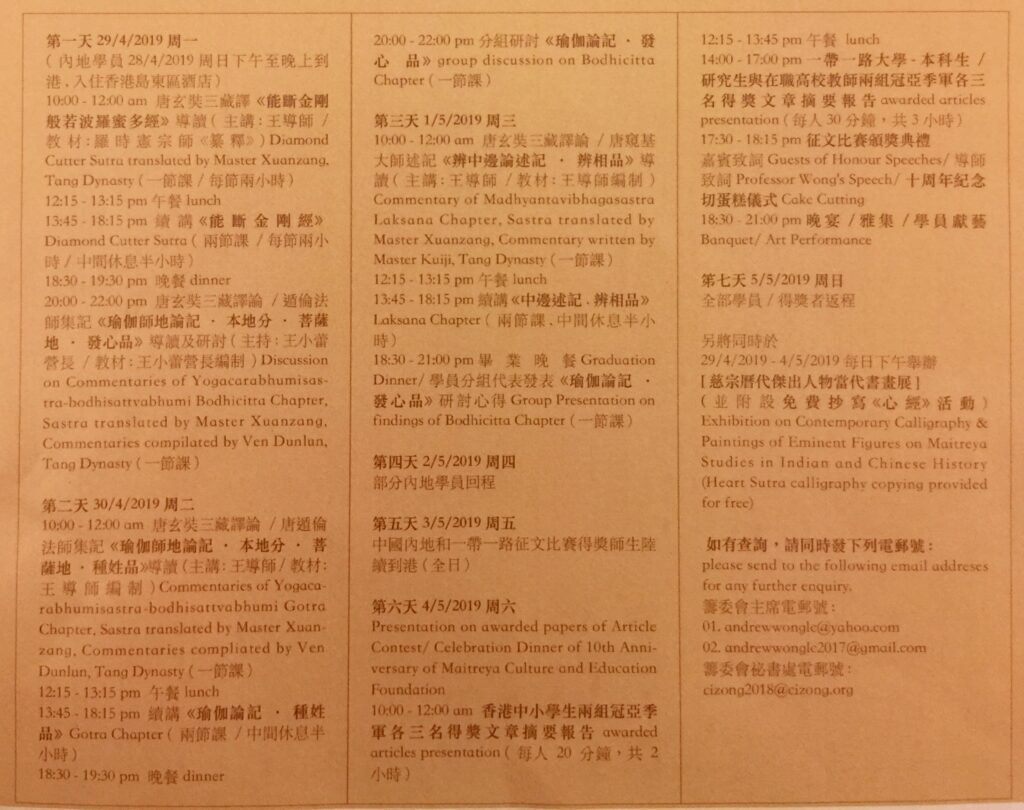 第一天 29/4/2019 周一
( 內地學員 28/4/2019 周日下午至晚上到
港 , 入住香港島東區酒店 )
10:00 - 12:00 am 唐玄奘三藏譯《能斷金剛
般若波羅蜜多經》導讀 ( 主講 : 王導師 /
教材 : 羅時憲宗師《纂釋》) Diamond
Cutter Sutra translated by Master Xuanzang,
Tang Dynasty ( 一節課 / 每節兩小時 )
12:15 - 13:15 pm 午餐 lunch
13:45 - 18:15 pm 續講《能斷金剛經》
Diamond Cutter Sutra ( 兩節課 / 每節兩小
時 / 中間休息半小時 )
18:30 - 19:30 pm 晚餐 dinner
20:00 - 22:00 pm 唐玄奘三藏譯論 / 遁倫法
師集記《瑜伽師地論記 · 本地分 · 菩薩
地 · 發心品》導讀及研討 ( 主持 : 王小蕾
營長 / 教材 : 王小蕾營長編制 ) Discussion
on Commentaries of Yogacarabhumisas-
tra-bodhisattvabhumi Bodhicitta Chapter,
Sastra translated by Master Xuanzang,
Commentaries compilated by Ven Dunlun,
Tang Dynasty ( 一節課 )
第二天 30/4/2019 周二
10:00 - 12:00 am 唐玄奘三藏譯論 / 唐遁倫
法師集記《瑜伽師地論記 · 本地分 · 菩
薩地 · 種姓品》導讀 ( 主講 : 王導師 / 教材 :
王導師編制 ) Commentaries of Yogaca-
rabhumisastra-bodhisattvabhumi Gotra
Chapter, Sastra translated by Master Xuan-
zang, Commentaries compliated by Ven
Dunlun, Tang Dynasty ( 一節課 )
12:15 - 13:15 pm 午餐 lunch
13:45 - 18:15 pm 續講《瑜伽論記 · 種姓
品》Gotra Chapter ( 兩節課 / 中間休息半
小時 )
18:30 - 19:30 pm 晚餐 dinner
20:00 - 22:00 pm 分組研討《瑜伽論記 · 發
心 品》group discussion on Bodhicitta
Chapter ( 一節課 )
第三天 1/5/2019 周三
10:00 - 12:00 am 唐玄奘三藏譯論 / 唐窺基
大師述記《辨中邊論述記 · 辨相品》導
讀 ( 主講 : 王導師 / 教材 : 王導師編制 )
Commentary of Madhyantavibhagasastra
Laksana Chapter, Sastra translated by
Master Xuanzang, Commentary written by
Master Kuiji, Tang Dynasty ( 一節課 )
12:15 - 13:15 pm 午餐 lunch
13:45 - 18:15 pm 續講《中邊述記 . 辨相品》
Laksana Chapter ( 兩節課 . 中間休息半小
時 )
18:30 - 21:00 pm 畢業晚餐 Graduation
Dinner/ 學員分組代表發表《瑜伽論記 ·
發心品》研討心得 Group Presentation on
findings of Bodhicitta Chapter ( 一節課 )
第四天 2/5/2019 周四
部分內地學員回程
第五天 3/5/2019 周五
中國內地和一帶一路征文比賽得獎師生陸
續到港 ( 全日 )
第六天 4/5/2019 周六
Presentation on awarded papers of Article
Contest/ Celebration Dinner of 10th Anni-
versary of Maitreya Culture and Education
Foundation
10:00 - 12:00 am 香港中小學生兩組冠亞季
軍各三名得獎文章摘要報告 awarded
articles presentation ( 每人 20 分鐘，共 2
小時 )
12:15 - 13:45 pm 午餐 lunch
14:00 - 17:00 pm 一帶一路大學 - 本科生 /
研究生與在職高校教師兩組冠亞季軍各三
名得獎文章摘要報告 awarded articles
presentation ( 每人 30 分鐘，共 3 小時 )
17:30 - 18:15 pm 征文比賽頒獎典禮
嘉賓致詞 Guests of Honour Speeches/ 導師
致詞 Professor Wong's Speech/ 十周年紀念
切蛋糕儀式 Cake Cutting
18:30 - 21:00 pm 晚宴 / 雅集 / 學員獻藝
Banquet/ Art Performance
第七天 5/5/2019 周日
全部學員 / 得獎者返程
另將同時於
29/4/2019 - 4/5/2019 每日下午舉辦
[ 慈宗曆代傑出人物當代書畫展 ]
( 並附設免費抄寫《心經》活動 )
Exhibition on Contemporary Calligraphy &
Paintings of Eminent Figures on Maitreya
Studies in Indian and Chinese History
(Heart Sutra calligraphy copying provided
for free)
如有查詢，請同時發下列電郵號 :
please send to the following email addreses
for any further enquiry.
籌委會主席電郵號 :
01. andrewwonglc@yahoo.com
02. andrewwonglc2017@gmail.com
籌委會祕書處電郵號 :
cizong2018@cizong.org